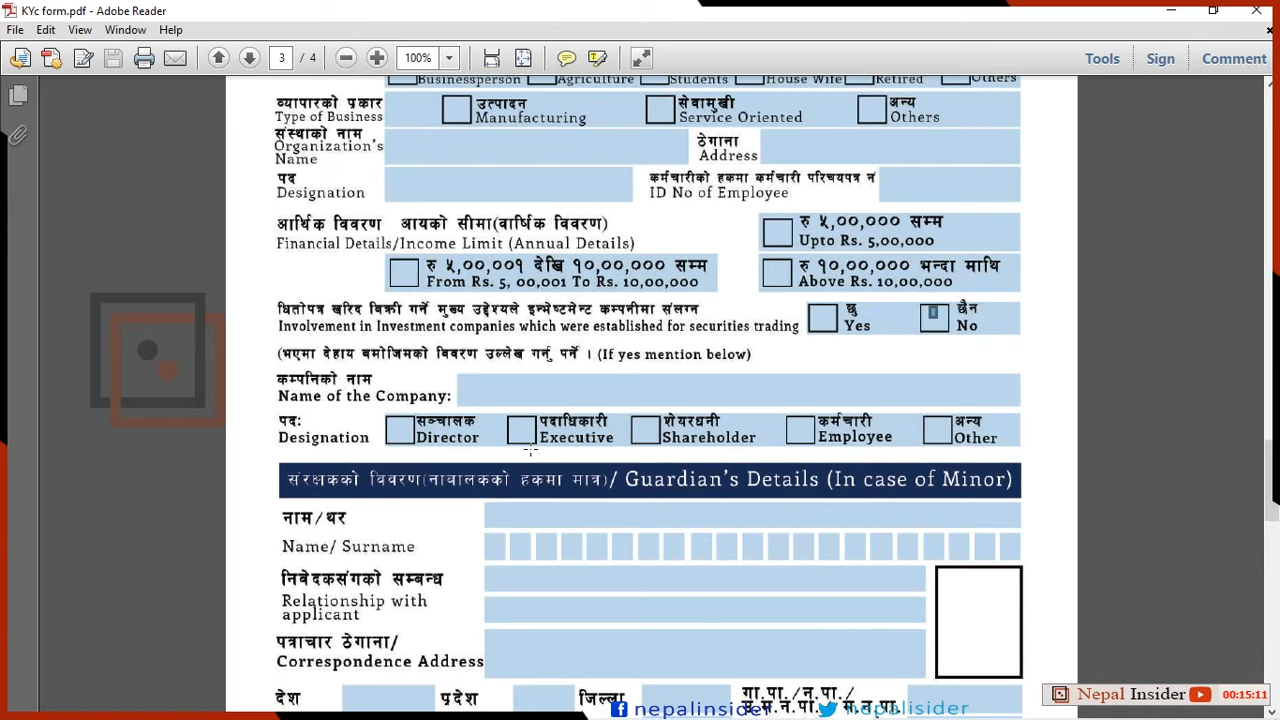 KYc form.pdf - Adobe Reader
File Edit View Window Help
3 / 4 100% Tools Sign Comment
Businessperson Agriculture Students House Wife Retired Others
व्यापारको प्रकार उत्पादन सेवामुखी अन्य
Type of Business Manufacturing Service Oriented Others
संस्थाको नाम ठेगाना
Organization's Name Address
पद कर्मचारीको हकमा कर्मचारी परिचयपत्र नं
Designation ID No of Employee
आर्थिक विवरण आयको सीमा(वार्षिक विवरण) रु ५,००,००० सम्म
Financial Details/Income Limit (Annual Details) Upto Rs. 5,00,000
रु ५,००,००१ देखि १०,००,००० सम्म रु १०,००,००० भन्दा माथि
From Rs. 5, 00,001 To Rs. 10,00,000 Above Rs. 10,00,000
धितोपत्र खरिद बिक्री गर्ने मुख्य उद्देश्यले इन्भेष्टमेन्ट कम्पनीमा संलग्न छु छैन
Involvement in Investment companies which were established for securities trading Yes No
(भएमा देहाय बमोजिमको विवरण उल्लेख गर्नु पर्ने । (If yes mention below)
कम्पनिको नाम
Name of the Company:
पदः सञ्चालक पदाधिकारी शेयरधनी कर्मचारी अन्य
Designation Director Executive Shareholder Employee Other
संरक्षकको विवरण(नाबालकको हकमा मात्र)/ Guardian's Details (In case of Minor)
नाम/थर
Name/ Surname
निवेदकसंगको सम्बन्ध
Relationship with
applicant
पत्राचार ठेगाना/
Correspondence Address
देश प्रदेश जिल्ला गा.पा./न.पा./
उ.म.न.पा./म.न.पा.
nepalinsider nepalisider
Nepal Insider 00:15:11